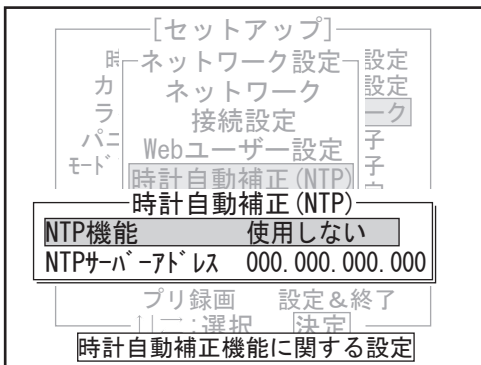 [セットアップ]
ネットワーク設定
設定
ネットワーク
設定
接続設定
Webユーザー設定
時計自動補正(NTP)
時計自動補正(NTP)
NTP機能 使用しない
NTPサーバーアドレス 000.000.000.000
プリ録画 設定&終了
:選択 決定
時計自動補正機能に関する設定